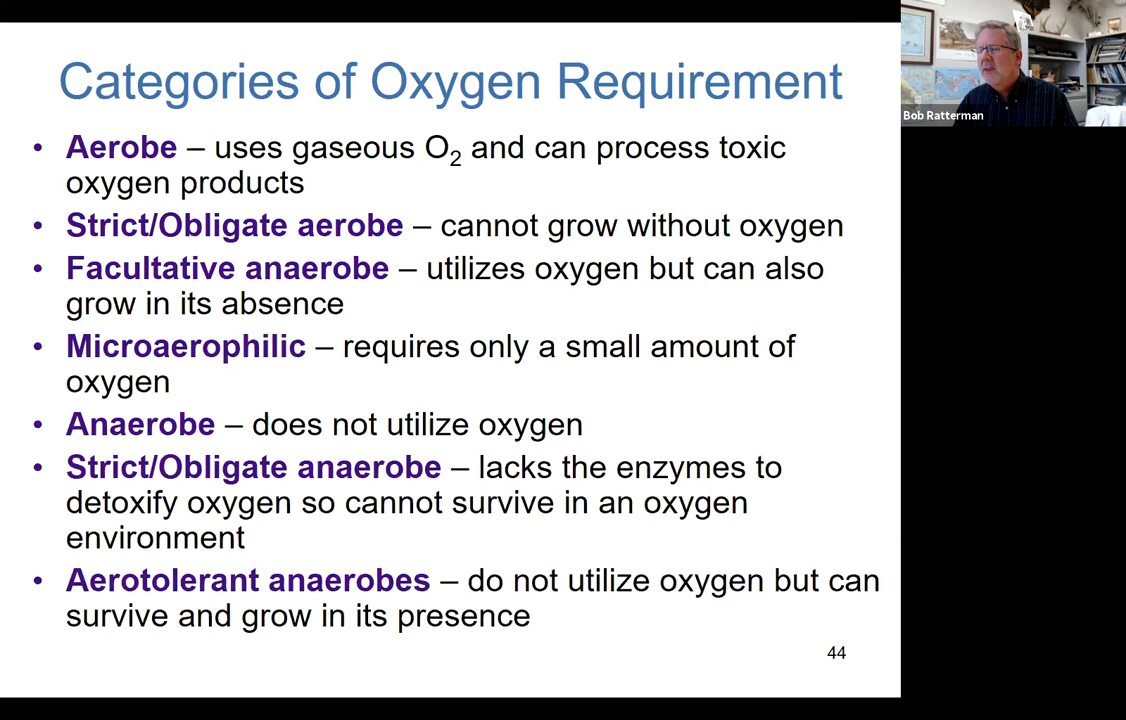 Categories of Oxygen Requirement
• Aerobe – uses gaseous O₂ and can process toxic
oxygen products
• Strict/Obligate aerobe – cannot grow without oxygen
• Facultative anaerobe – utilizes oxygen but can also
grow in its absence
• Microaerophilic – requires only a small amount of
oxygen
• Anaerobe – does not utilize oxygen
• Strict/Obligate anaerobe – lacks the enzymes to
detoxify oxygen so cannot survive in an oxygen
environment
• Aerotolerant anaerobes – do not utilize oxygen but can
survive and grow in its presence
44
Bob Ratterman